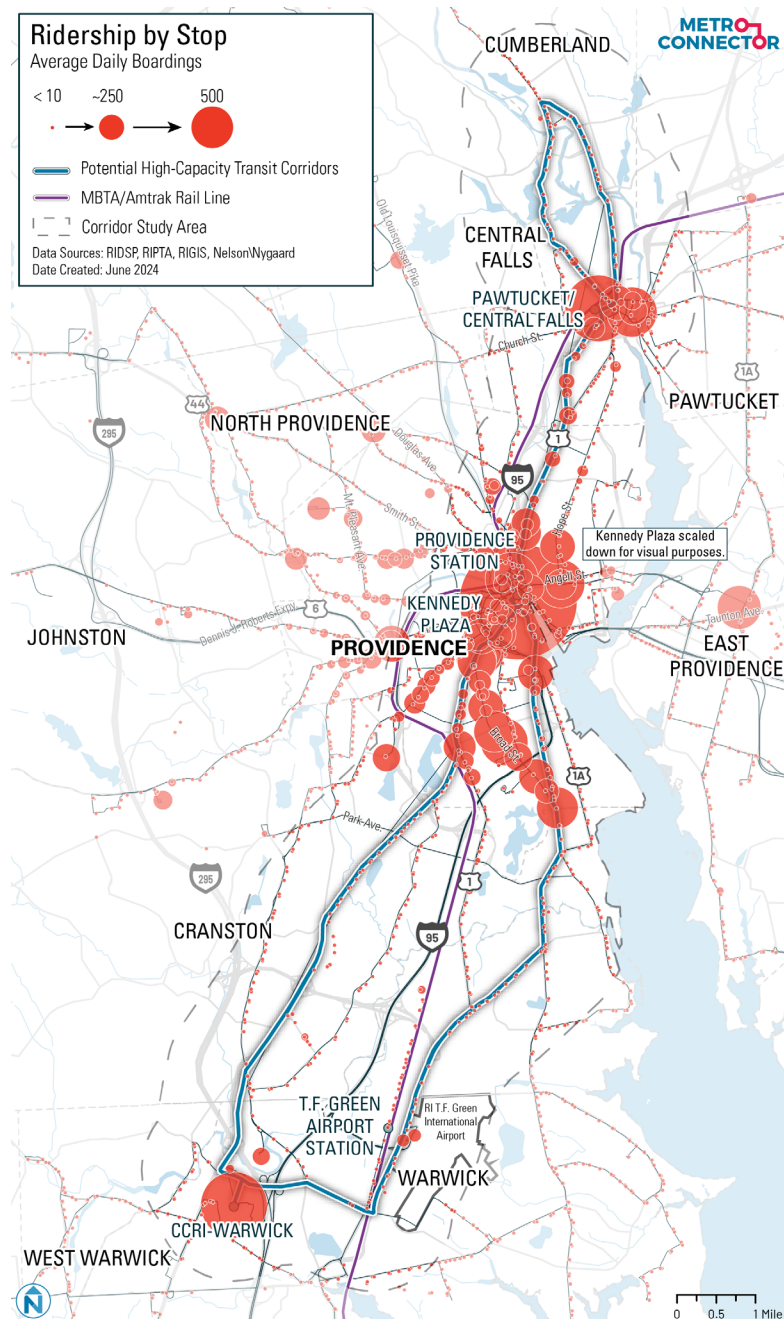 Ridership by Stop
Average Daily Boardings
< 10
~250
500
Potential High-Capacity Transit Corridors
MBTA/Amtrak Rail Line
Corridor Study Area
Data Sources: RIDSP, RIPTA, RIGIS, Nelson\Nygaard
Date Created: June 2024
METRO
CONNECTOR
CUMBERLAND
Old Louisquisset Pike
CENTRAL
FALLS
PAWTUCKET/
CENTRAL FALLS
Church St.
1A
PAWTUCKET
44
295
NORTH PROVIDENCE
Douglas Ave.
1
95
Mt. Pleasant Ave.
Smith St.
Hope St.
PROVIDENCE
STATION
Kennedy Plaza scaled
down for visual purposes.
Angell St.
KENNEDY
PLAZA
6
Dennis J Roberts Expy
Taunton Ave.
JOHNSTON
PROVIDENCE
EAST
PROVIDENCE
Broad St.
1A
Park Ave.
295
1
CRANSTON
95
T.F. GREEN
AIRPORT
STATION
RI T.F. Green
International
Airport
WARWICK
CCRI-WARWICK
WEST WARWICK
N
0
0.5
1 Mile